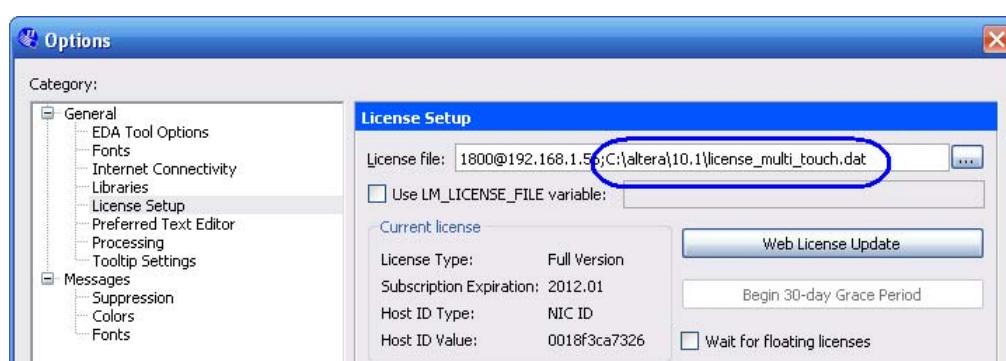 Options
Category:
General
EDA Tool Options
Fonts
Internet Connectivity
Libraries
License Setup
Preferred Text Editor
Processing
Tooltip Settings
Messages
Suppression
Colors
Fonts
License Setup
License file: 1800@192.168.1.56;C:\altera\10.1\license_multi_touch.dat ...
Use LM_LICENSE_FILE variable:
Current license
License Type: Full Version
Subscription Expiration: 2012.01
Host ID Type: NIC ID
Host ID Value: 0018f3ca7326
Web License Update
Begin 30-day Grace Period
Wait for floating licenses